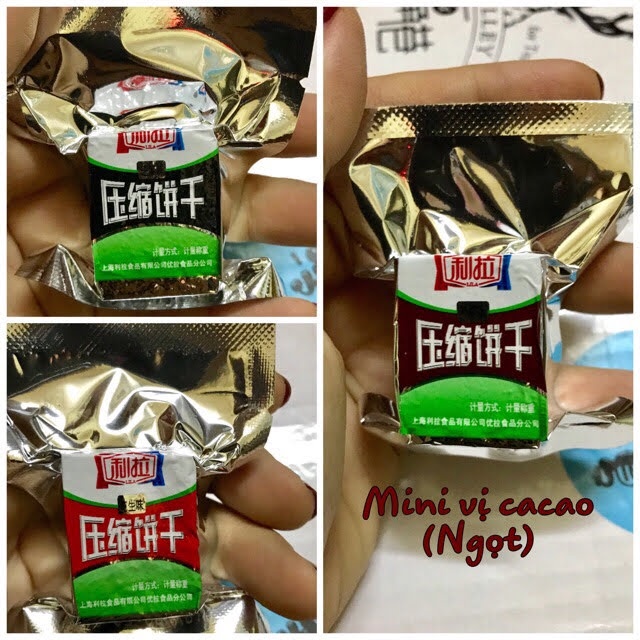 利拉
LILA
压缩饼干
计量方式：计量称重
上海利拉食品有限公司优拉食品分公司
利拉
LILA
生味
压缩饼干
计量方式：计量称重
上海利拉食品有限公司优拉食品分公司
利拉
LILA
压缩饼干
计量方式：计量称重
上海利拉食品有限公司优拉食品分公司
Mini vị cacao
(Ngọt)